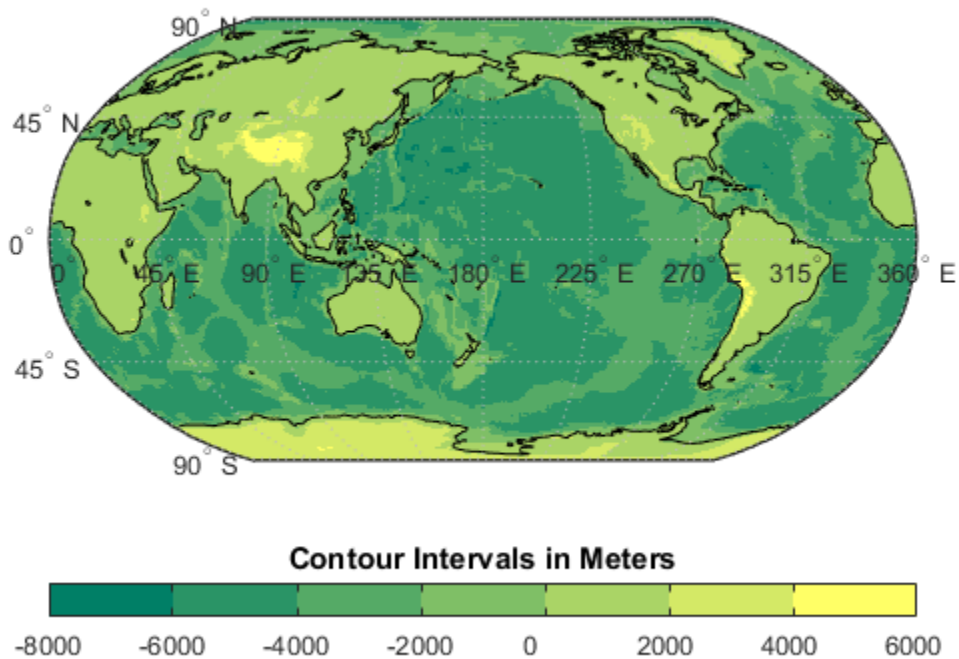 90° N
45° N
0°
0° 45° E 90° E 135° E 180° E 225° E 270° E 315° E 360° E
45° S
90° S
Contour Intervals in Meters
-8000 -6000 -4000 -2000 0 2000 4000 6000